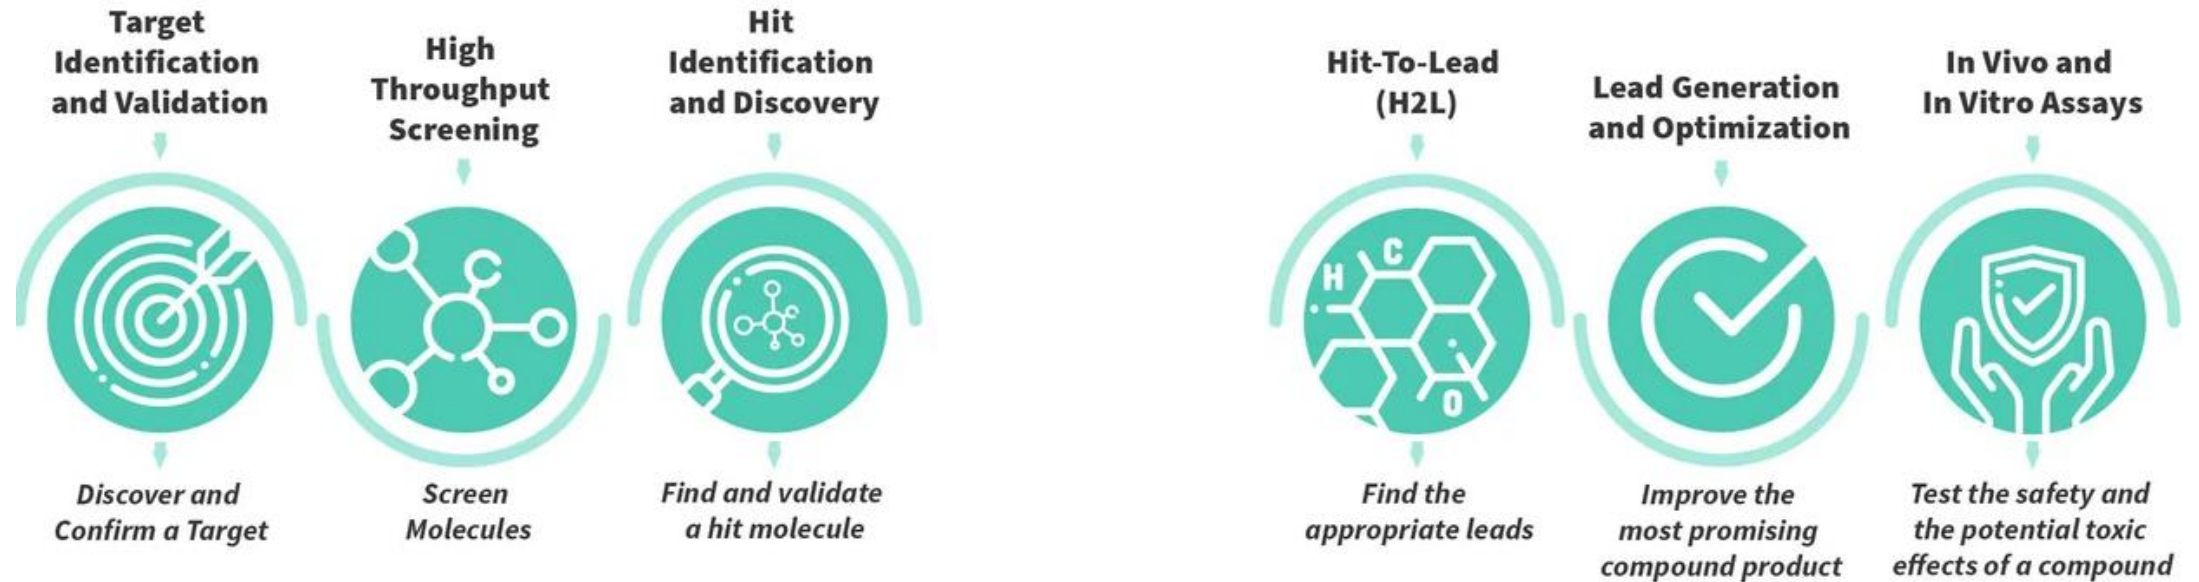 Target
Identification
and Validation
Discover and
Confirm a Target
High
Throughput
Screening
Screen
Molecules
Hit
Identification
and Discovery
Find and validate
a hit molecule
Hit-To-Lead
(H2L)
H
C
O
Find the
appropriate leads
Lead Generation
and Optimization
Improve the
most promising
compound product
In Vivo and
In Vitro Assays
Test the safety and
the potential toxic
effects of a compound